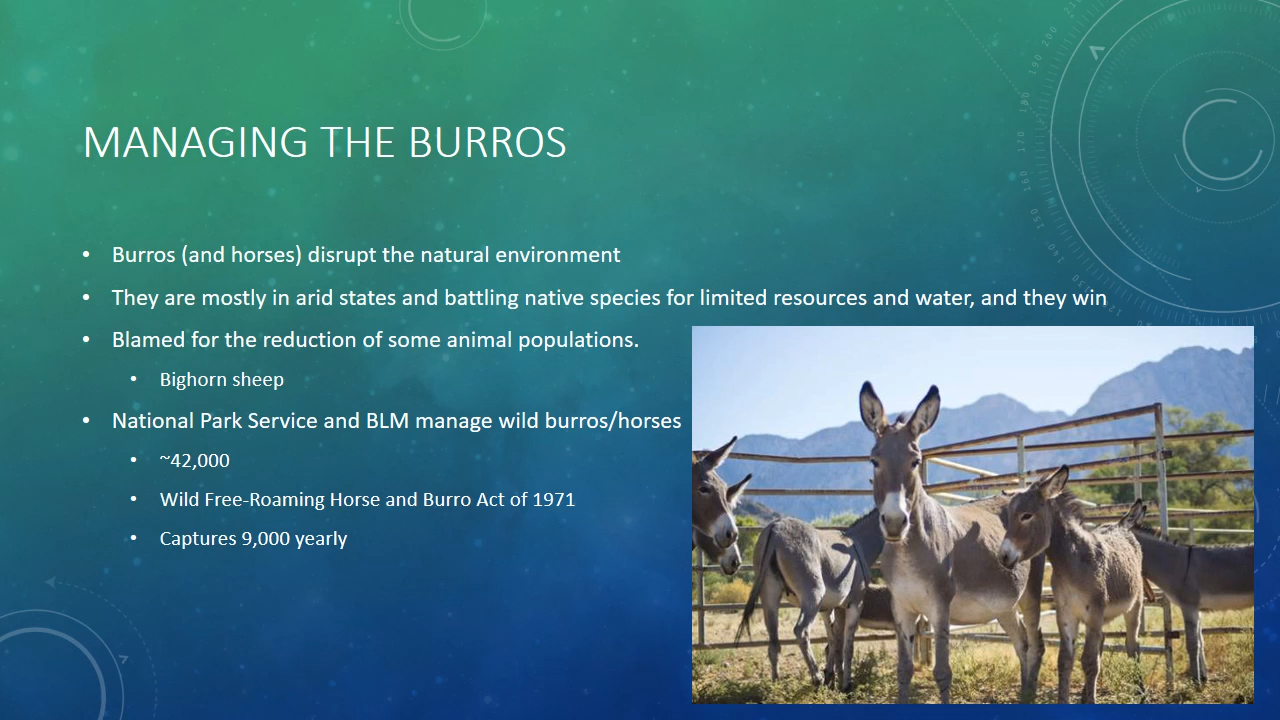 MANAGING THE BURROS
• Burros (and horses) disrupt the natural environment
• They are mostly in arid states and battling native species for limited resources and water, and they win
• Blamed for the reduction of some animal populations.
• Bighorn sheep
• National Park Service and BLM manage wild burros/horses
• ~42,000
• Wild Free-Roaming Horse and Burro Act of 1971
• Captures 9,000 yearly